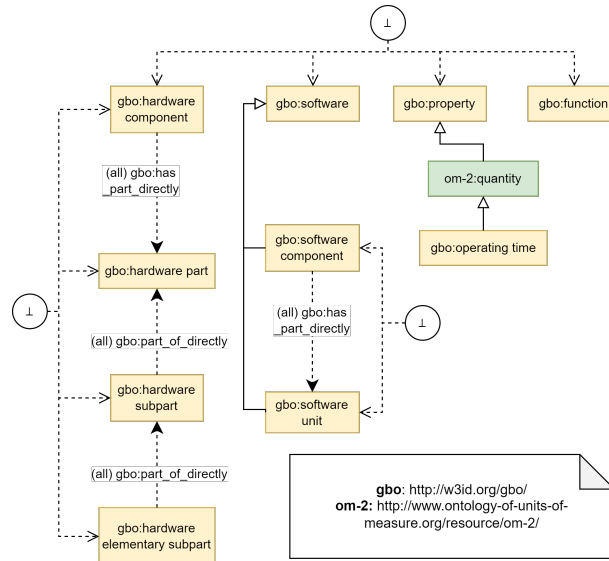 ⊥
gbo:hardware
component
gbo:software
gbo:property
gbo:function
(all) gbo:has
_part_directly
om-2:quantity
gbo:operating time
gbo:software
component
gbo:hardware part
⊥
(all) gbo:has
_part_directly
⊥
(all) gbo:part_of_directly
gbo:hardware
subpart
gbo:software
unit
(all) gbo:part_of_directly
gbo:hardware
elementary subpart
gbo: http://w3id.org/gbo/
om-2: http://www.ontology-of-units-of-
measure.org/resource/om-2/